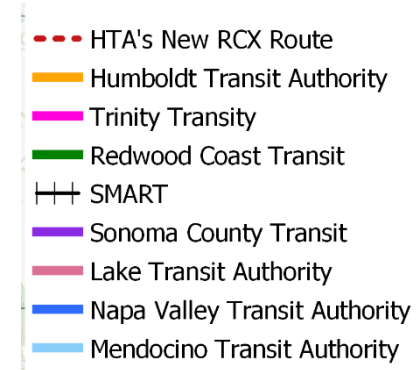 HTA's New RCX Route
Humboldt Transit Authority
Trinity Transity
Redwood Coast Transit
SMART
Sonoma County Transit
Lake Transit Authority
Napa Valley Transit Authority
Mendocino Transit Authority